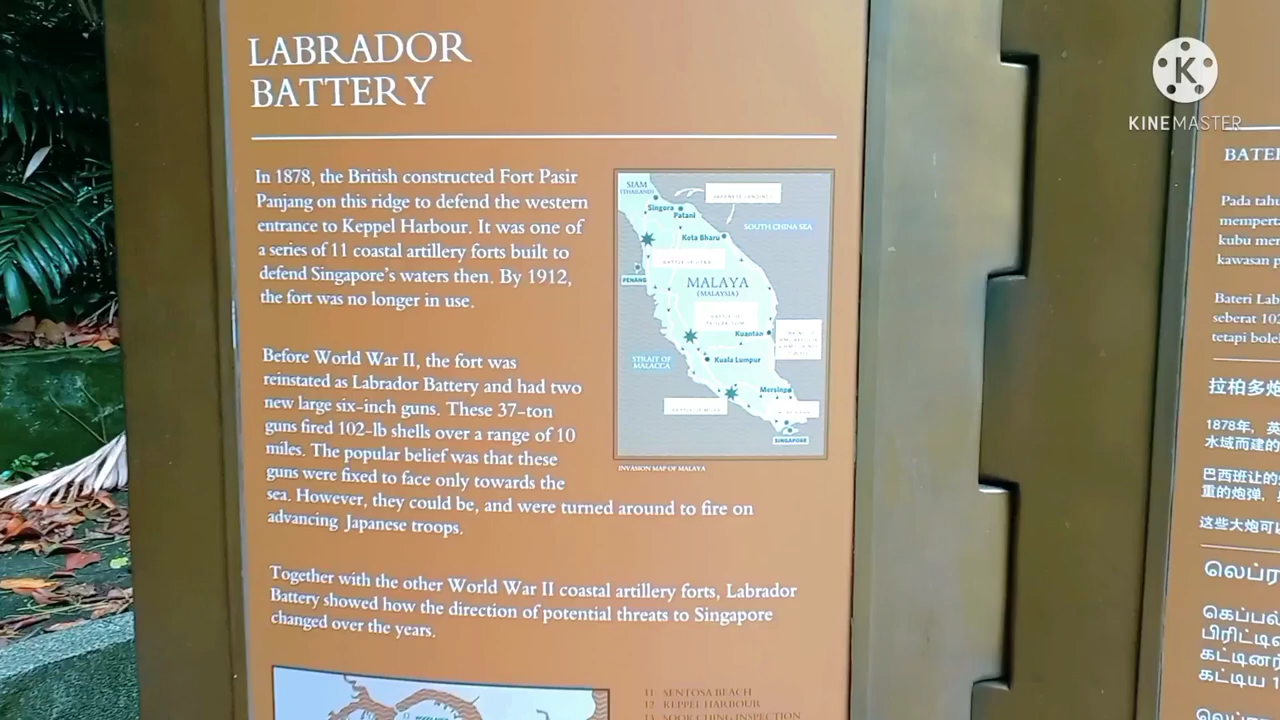 LABRADOR
BATTERY
In 1878, the British constructed Fort Pasir
Panjang on this ridge to defend the western
entrance to Keppel Harbour. It was one of
a series of 11 coastal artillery forts built to
defend Singapore's waters then. By 1912,
the fort was no longer in use.
Before World War II, the fort was
reinstated as Labrador Battery and had two
new large six-inch guns. These 37-ton
guns fired 102-lb shells over a range of 10
miles. The popular belief was that these
guns were fixed to face only towards the
sea. However, they could be, and were turned around to fire on
advancing Japanese troops.
Together with the other World War II coastal artillery forts, Labrador
Battery showed how the direction of potential threats to Singapore
changed over the years.
SIAM
(THAILAND)
JAPANESE LANDINGS
Singora
Patani
SOUTH CHINA SEA
Kota Bharu
PENANG
MALAYA
(MALAYSIA)
Kuantan
STRAIT OF
MALACCA
Kuala Lumpur
Mersing
SINGAPORE
INVASION MAP OF MALAYA
11 SENTOSA BEACH
12 KEPPEL HARBOUR
13 SOOK CHING INSPECTION
KINEMASTER
BATE
Pada tahu
mempert
kubu me
kawasan p
Bateri Lab
seberat 102
tetapi bole
拉柏多炮
1878年，英
水域而建的
巴西班让的
重的炮弹，
这些大炮可以
லெப்ரா
கெப்பல்
பிரிட்டி
கட்டின
கட்டிய 1